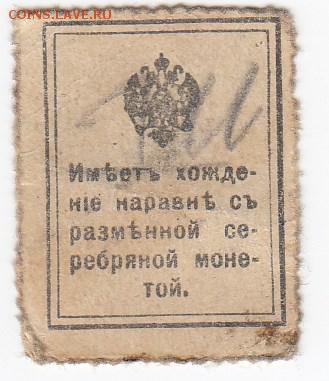 COINS.LAVE.RU
Имѣетъ хожде-
ніе наравнѣ съ
размѣнной се-
ребряной моне-
той.